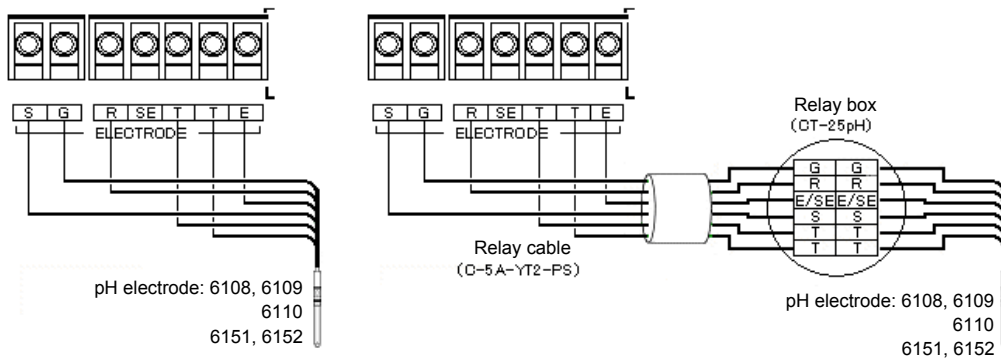 S G R SE T T E
ELECTRODE
pH electrode: 6108, 6109
6110
6151, 6152
S G R SE T T E
ELECTRODE
Relay cable
(C-5A-YT2-PS)
Relay box
(CT-25pH)
G G
R R
E/SE E/SE
S S
T T
T T
pH electrode: 6108, 6109
6110
6151, 6152